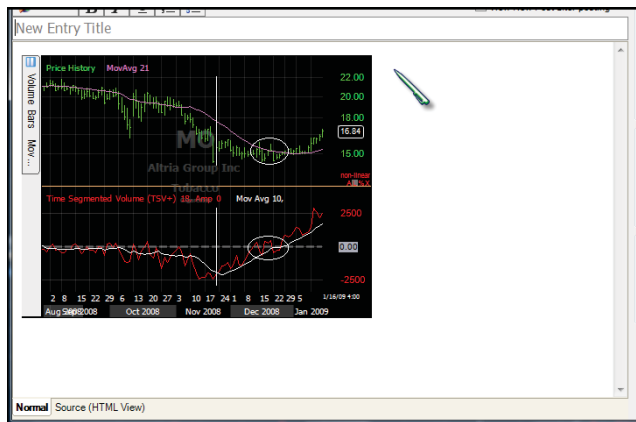 New Entry Title
Price History MovAvg 21
Volume Bars Mov...
22.00
20.00
18.00
16.84
15.00
MO
Altria Group Inc
Tobacco
non-linear
Time Segmented Volume (TSV+) 18, Amp 0 Mov Avg 10,
2500
0.00
-2500
2 8 15 22 29 6 13 20 27 3 10 17 24 1 8 15 22 29 5
1/16/09 +:00
Oct 2008 Nov 2008 Dec 2008 Jan 2009
Normal Source (HTML View)